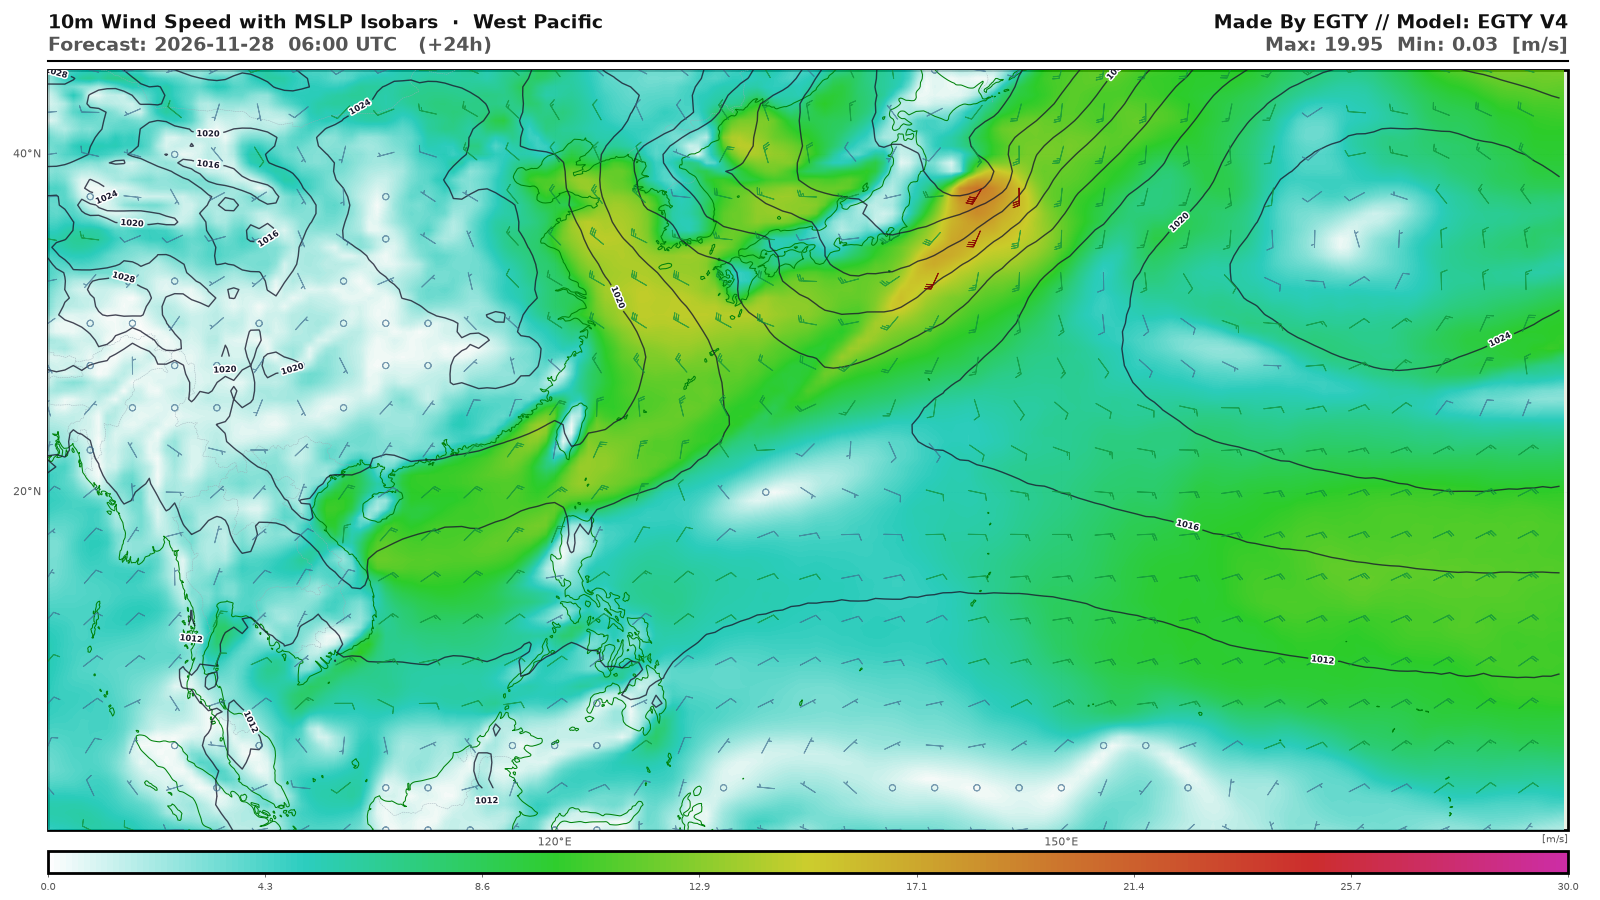 10m Wind Speed with MSLP Isobars · West Pacific
Made By EGTY // Model: EGTY V4
Forecast: 2026-11-28 06:00 UTC (+24h)
Max: 19.95 Min: 0.03 [m/s]
1024
1020
1016
1024
1020
1016
1028
1020
1020
1020
1020
1024
1016
1012
1012
1012
1012
40°N
20°N
120°E
150°E
[m/s]
0.0
4.3
8.6
12.9
17.1
21.4
25.7
30.0